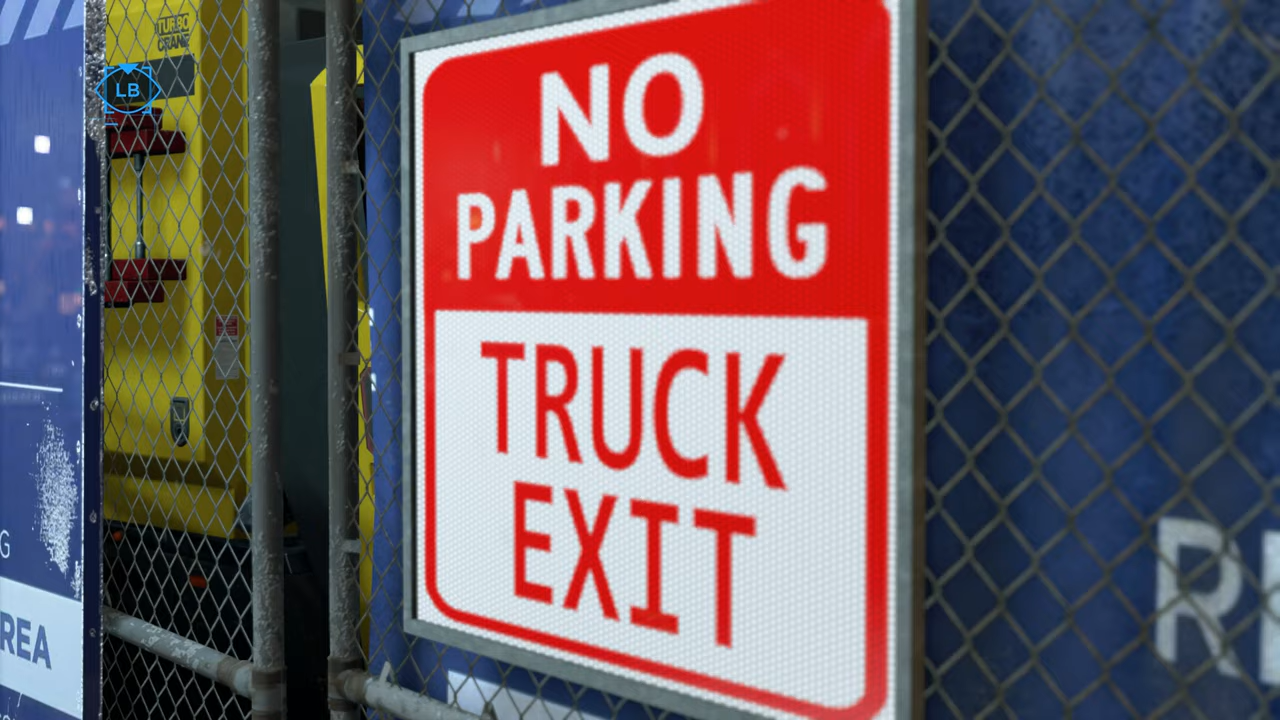 TURBO
CRANE
LB
NO
PARKING
TRUCK
EXIT
REA
G
R